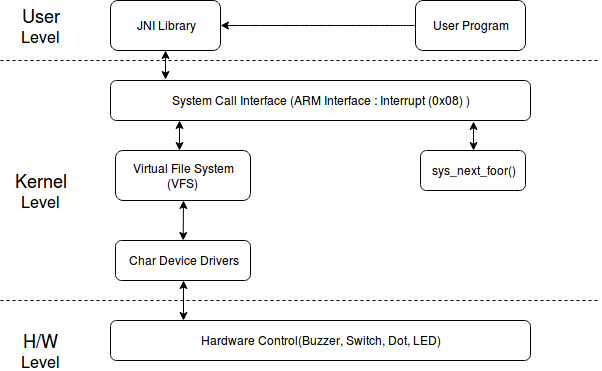 User
Level
JNI Library
User Program
System Call Interface (ARM Interface : Interrupt (0x08) )
Kernel
Level
Virtual File System
(VFS)
sys_next_foor()
Char Device Drivers
H/W
Level
Hardware Control(Buzzer, Switch, Dot, LED)